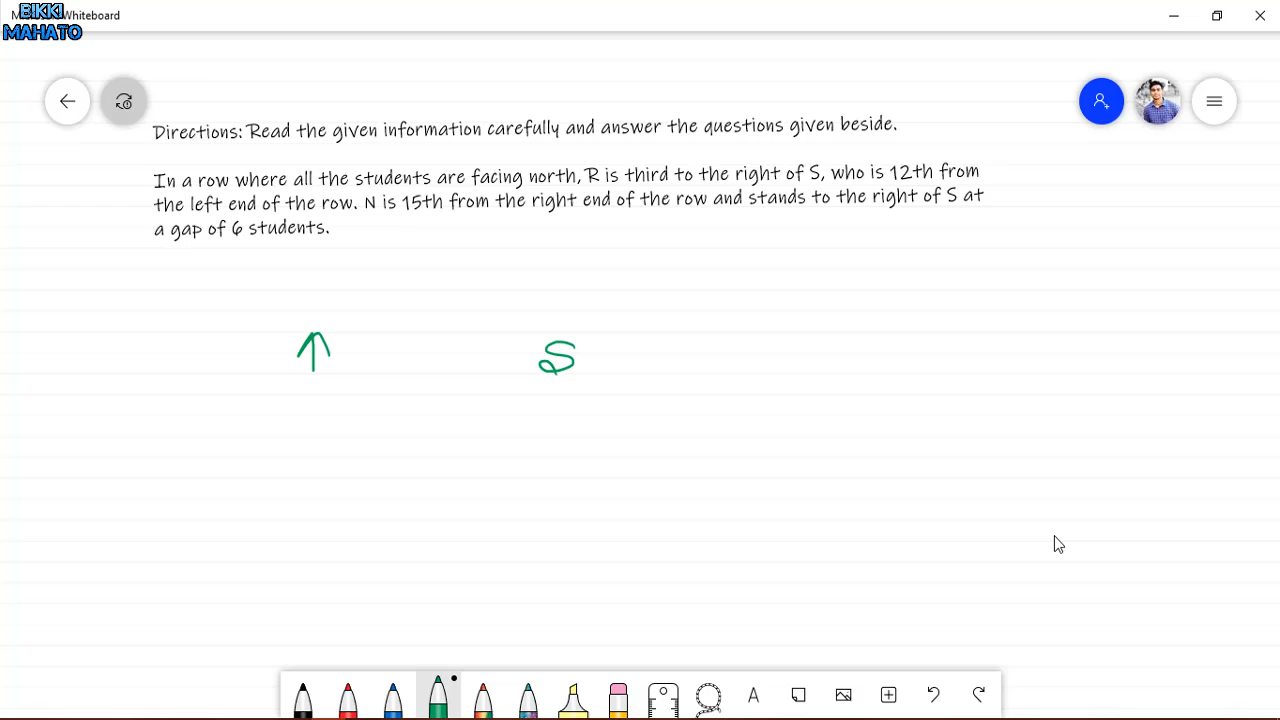 Whiteboard
BIKKI
MAHATO
Directions: Read the given information carefully and answer the questions given beside.
In a row where all the students are facing north, R is third to the right of S, who is 12th from
the left end of the row. N is 15th from the right end of the row and stands to the right of S at
a gap of 6 students.
S
A